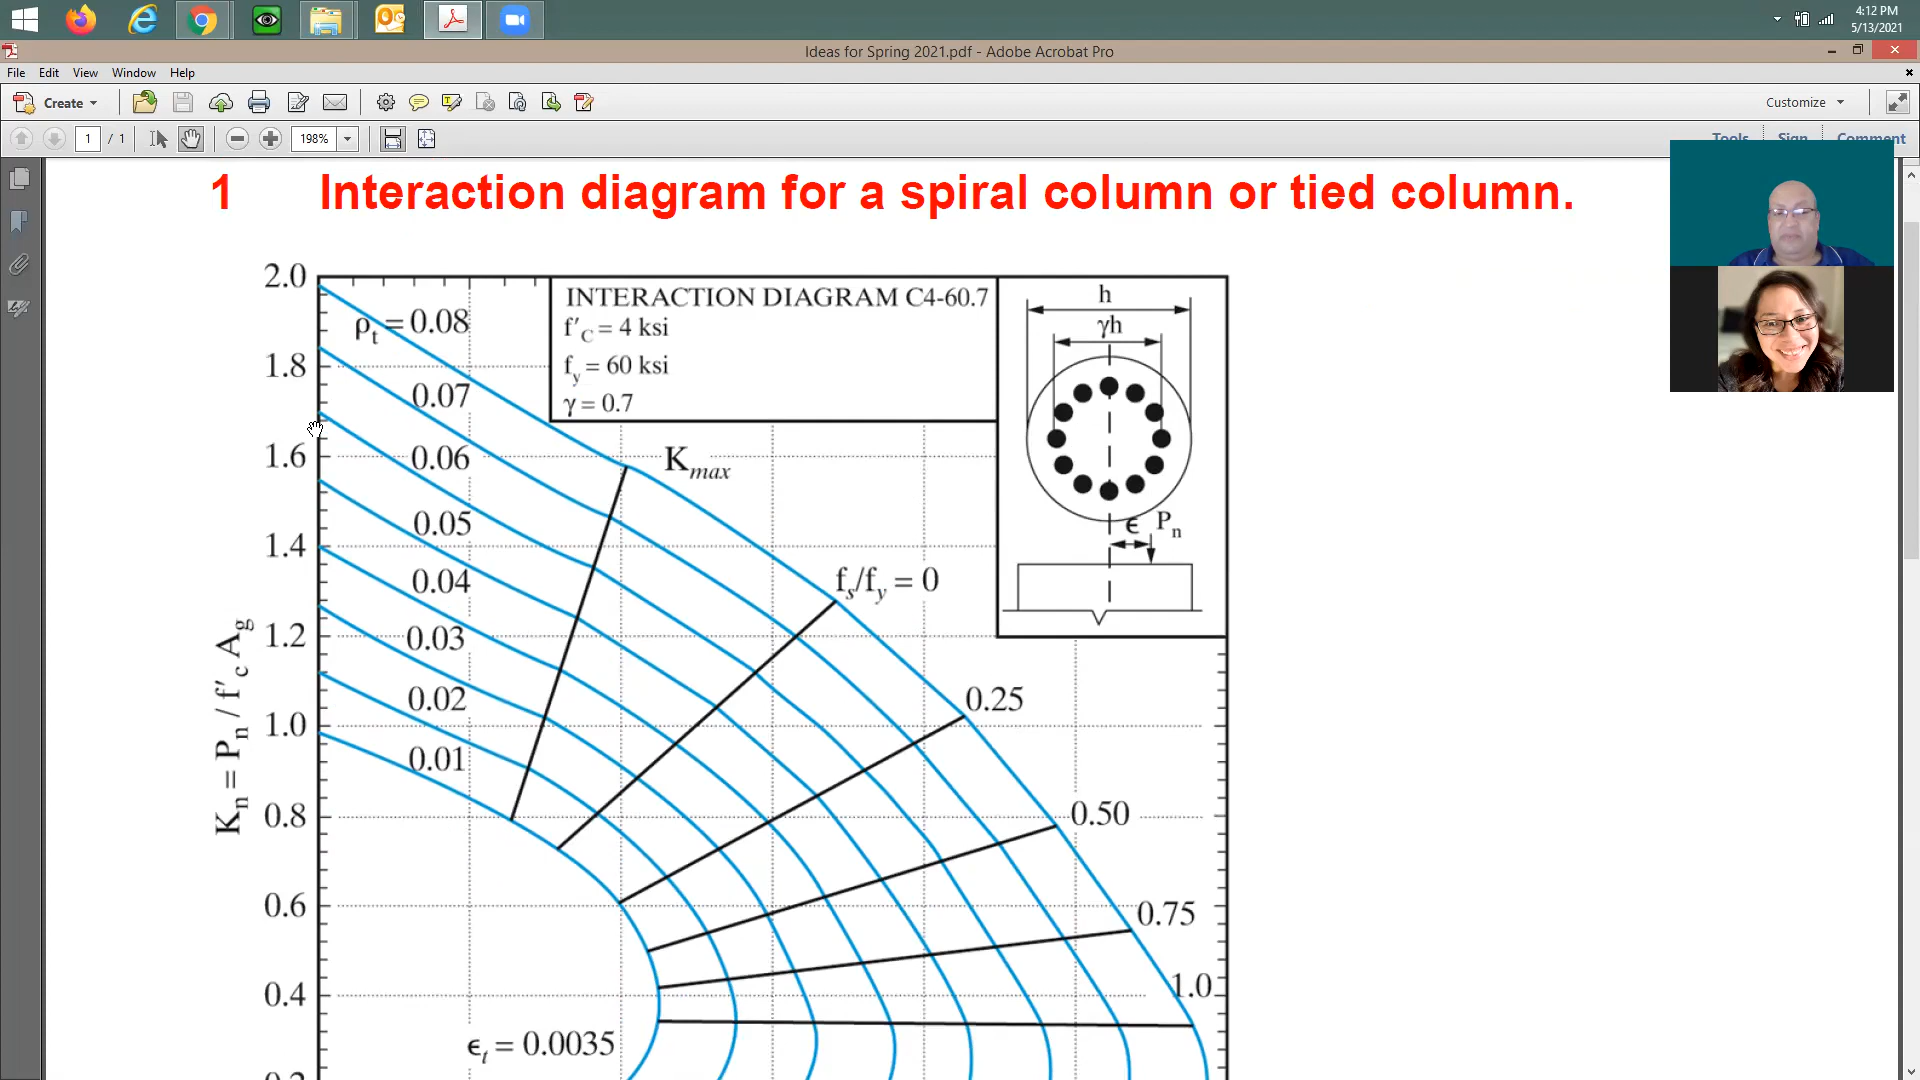 4:12 PM
5/13/2021
Ideas for Spring 2021.pdf - Adobe Acrobat Pro
File Edit View Window Help
Create
Customize
1 / 1
198%
Tools Sign Comment
1 Interaction diagram for a spiral column or tied column.
INTERACTION DIAGRAM C4-60.7
f′C = 4 ksi
fy = 60 ksi
γ = 0.7
h
γh
ϵ Pn
2.0
1.8
1.6
1.4
1.2
1.0
0.8
0.6
0.4
0.2
Kn = Pn / f′c Ag
ρt = 0.08
0.07
0.06
0.05
0.04
0.03
0.02
0.01
Kmax
fs/fy = 0
0.25
0.50
0.75
1.0
ϵt = 0.0035